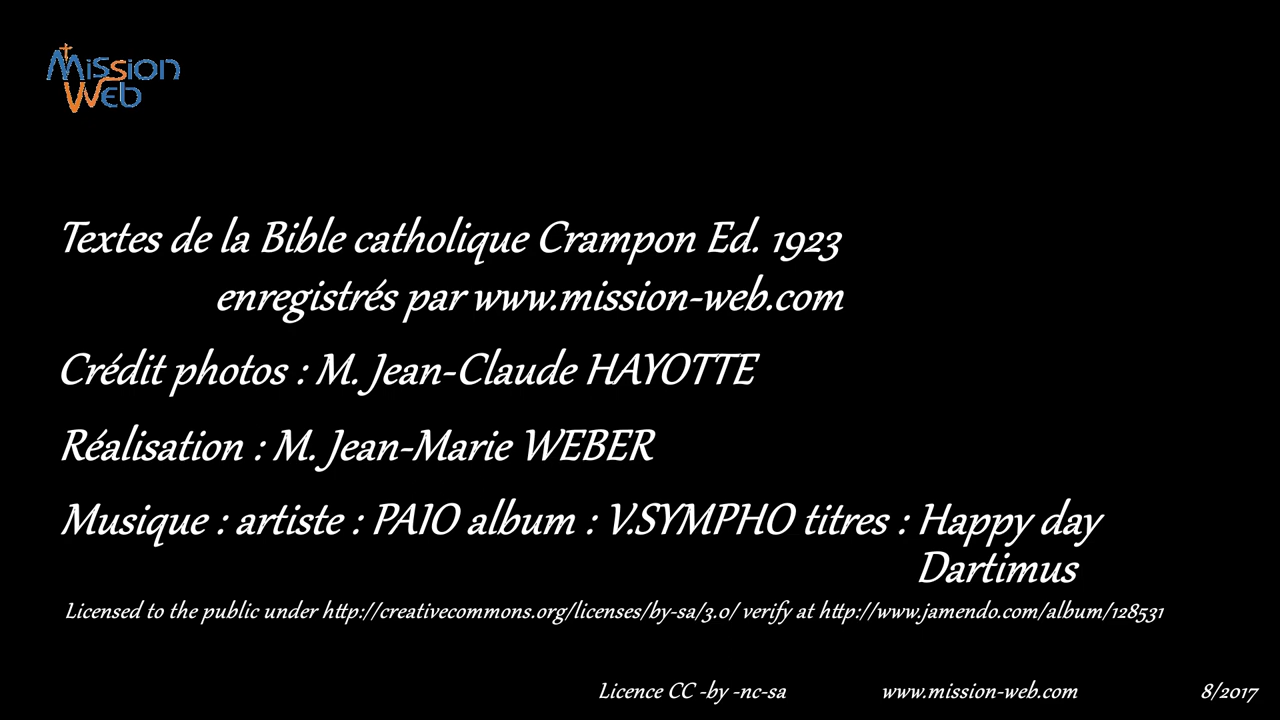 Mission
Web
Textes de la Bible catholique Crampon Ed. 1923
enregistrés par www.mission-web.com
Crédit photos : M. Jean-Claude HAYOTTE
Réalisation : M. Jean-Marie WEBER
Musique : artiste : PAIO album : V.SYMPHO titres : Happy day
Dartimus
Licensed to the public under http://creativecommons.org/licenses/by-sa/3.0/ verify at http://www.jamendo.com/album/128531
Licence CC -by -nc-sa www.mission-web.com 8/2017